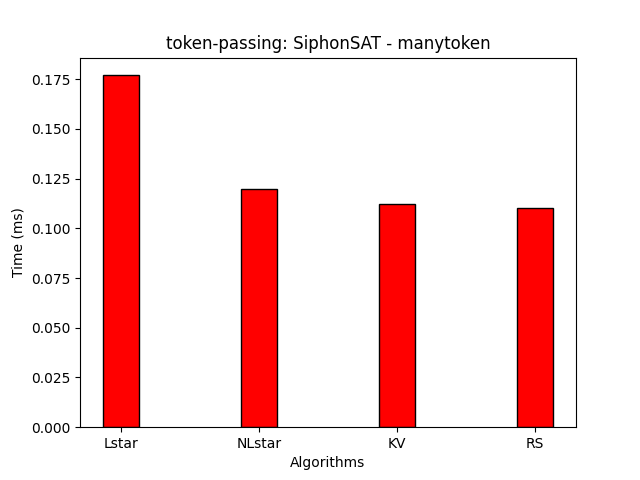 token-passing: SiphonSAT - manytoken
0.175
0.150
0.125
0.100
0.075
0.050
0.025
0.000
Time (ms)
Lstar NLstar KV RS
Algorithms